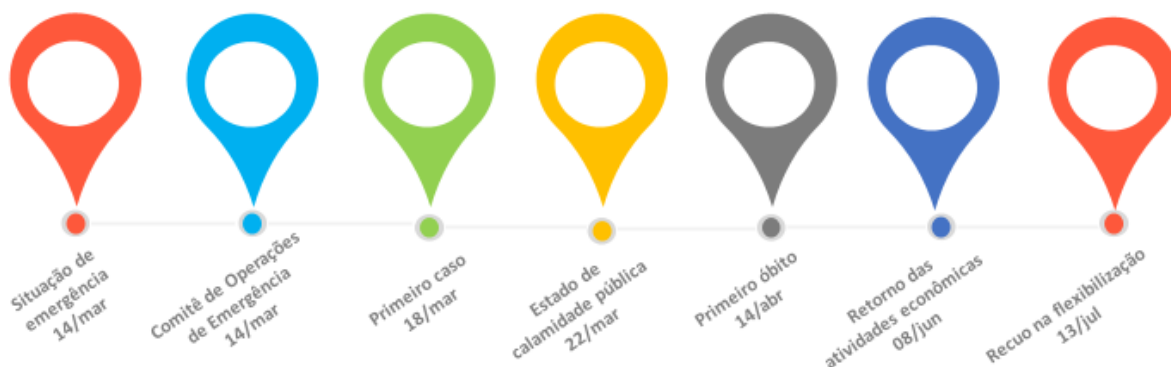 Situação de
emergência
14/mar
Comitê de Operações
de Emergência
14/mar
Primeiro caso
18/mar
Estado de
calamidade pública
22/mar
Primeiro óbito
14/abr
Retorno das
atividades econômicas
08/jun
Recuo na flexibilização
13/jul